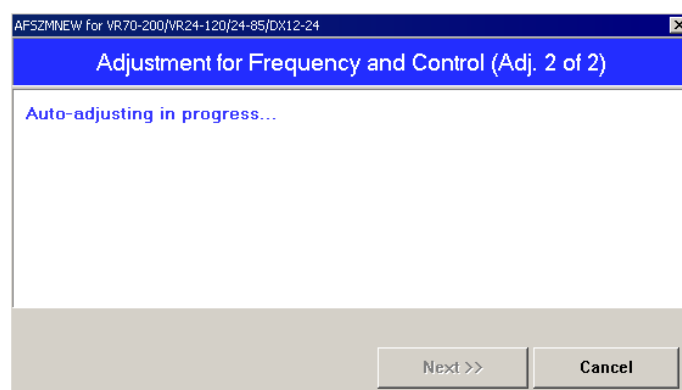 AFSZMNEW for VR70-200/VR24-120/24-85/DX12-24
Adjustment for Frequency and Control (Adj. 2 of 2)
Auto-adjusting in progress...
Next >>
Cancel